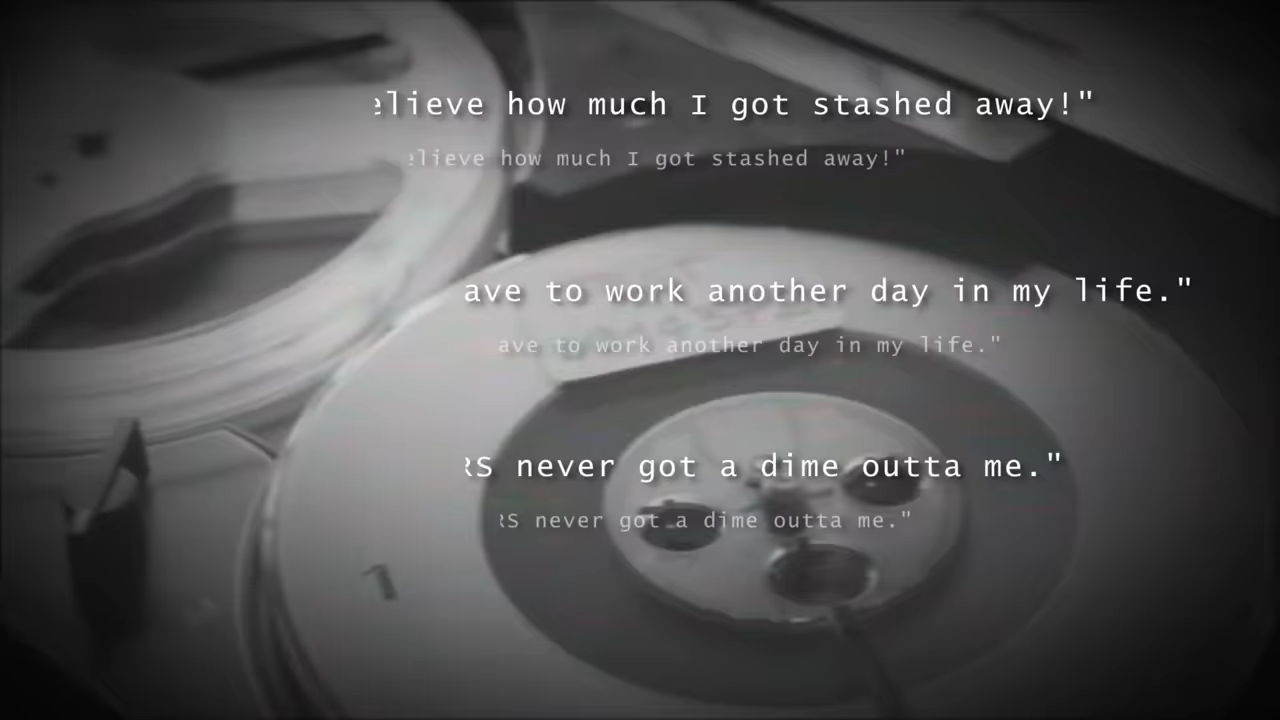 elieve how much I got stashed away!"
elieve how much I got stashed away!"
ave to work another day in my life."
ave to work another day in my life."
RS never got a dime outta me."
RS never got a dime outta me."